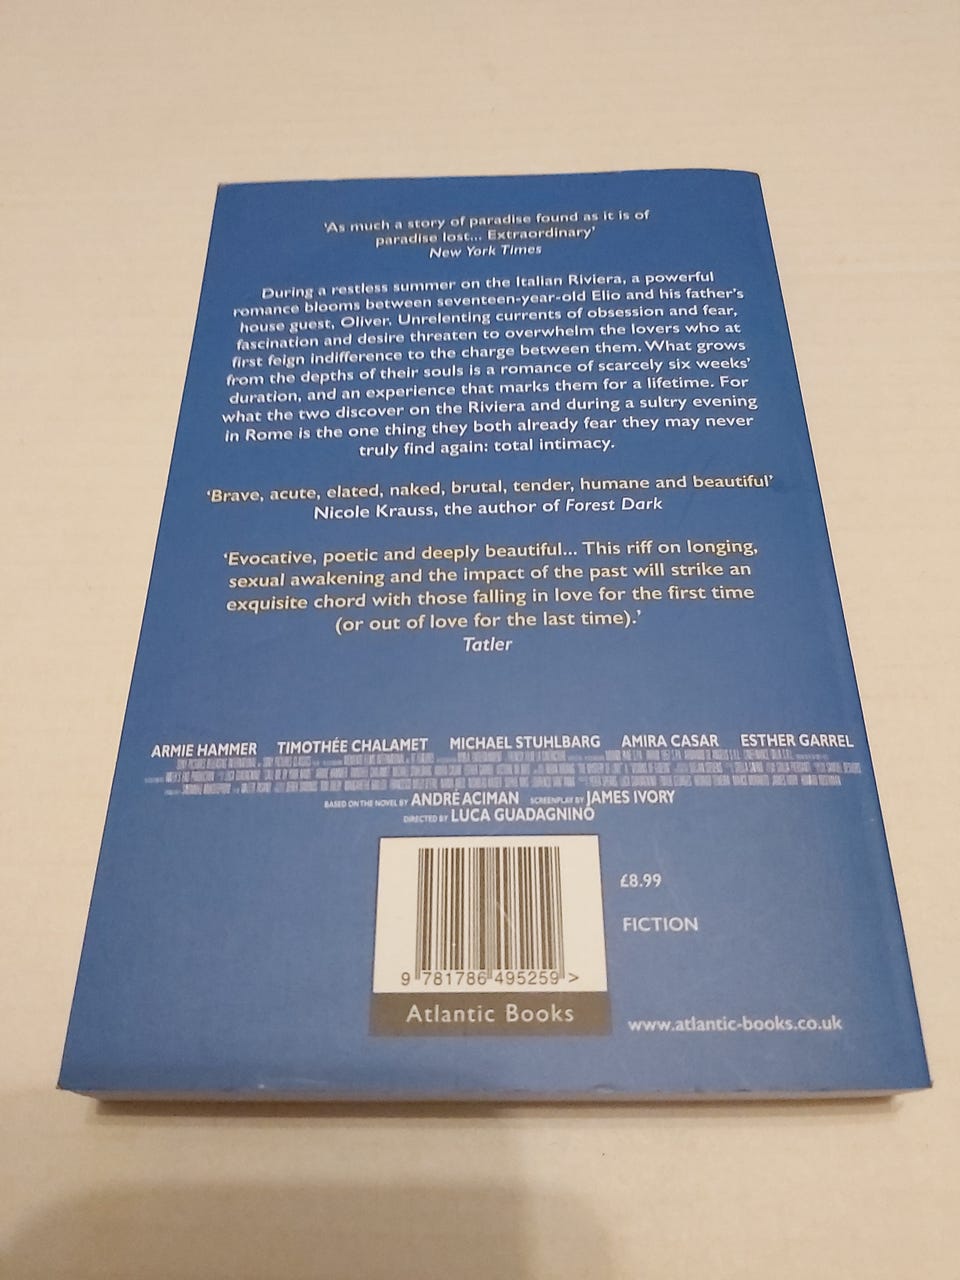 'As much a story of paradise found as it is of
paradise lost... Extraordinary'
New York Times
During a restless summer on the Italian Riviera, a powerful
romance blooms between seventeen-year-old Elio and his father's
house guest, Oliver. Unrelenting currents of obsession and fear,
fascination and desire threaten to overwhelm the lovers who at
first feign indifference to the charge between them. What grows
from the depths of their souls is a romance of scarcely six weeks'
duration, and an experience that marks them for a lifetime. For
what the two discover on the Riviera and during a sultry evening
in Rome is the one thing they both already fear they may never
truly find again: total intimacy.
'Brave, acute, elated, naked, brutal, tender, humane and beautiful'
Nicole Krauss, the author of Forest Dark
'Evocative, poetic and deeply beautiful... This riff on longing,
sexual awakening and the impact of the past will strike an
exquisite chord with those falling in love for the first time
(or out of love for the last time).'
Tatler
ARMIE HAMMER TIMOTHÉE CHALAMET MICHAEL STUHLBARG AMIRA CASAR ESTHER GARREL
BASED ON THE NOVEL BY ANDRÉ ACIMAN SCREENPLAY BY JAMES IVORY
DIRECTED BY LUCA GUADAGNINO
£8.99
FICTION
9 781786 495259 >
Atlantic Books
www.atlantic-books.co.uk